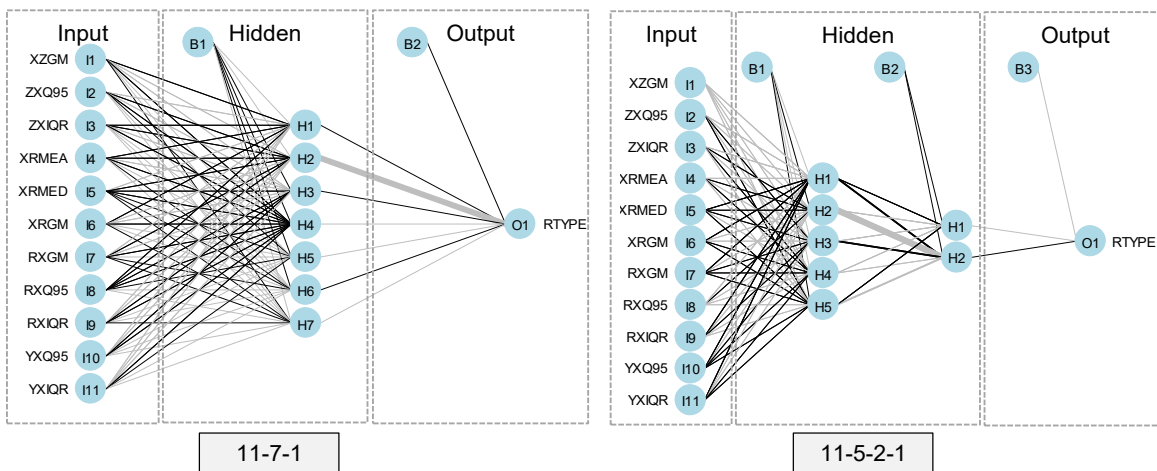 Input Hidden Output
B1 B2
XZGM I1
ZXQ95 I2
ZXIQR I3 H1
XRMEA I4 H2
XRMED I5 H3
XRGM I6 H4 O1 RTYPE
RXGM I7 H5
RXQ95 I8 H6
RXIQR I9 H7
YXQ95 I10
YXIQR I11
11-7-1
Input Hidden Output
B1 B2 B3
XZGM I1
ZXQ95 I2
ZXIQR I3
XRMEA I4 H1
XRMED I5 H2 H1
XRGM I6 H3 O1 RTYPE
H2
RXGM I7 H4
RXQ95 I8 H5
RXIQR I9
YXQ95 I10
YXIQR I11
11-5-2-1